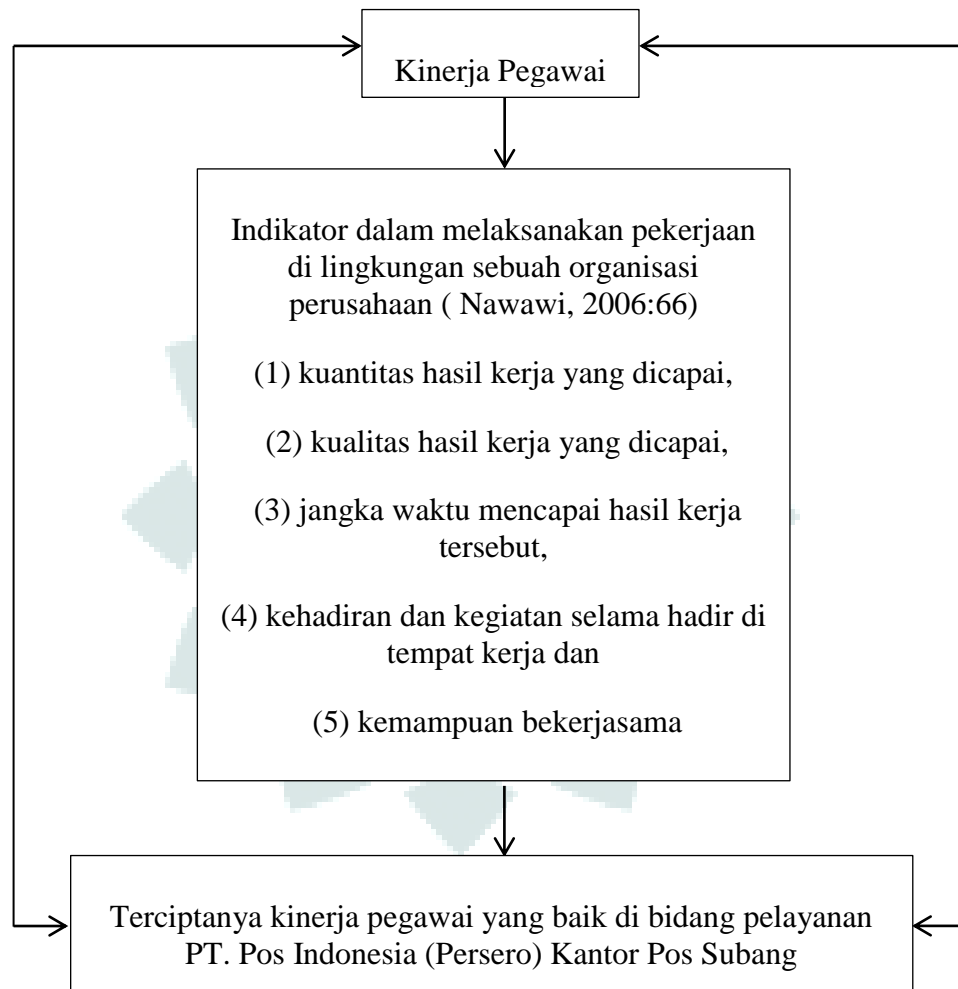 Kinerja Pegawai
Indikator dalam melaksanakan pekerjaan
di lingkungan sebuah organisasi
perusahaan ( Nawawi, 2006:66)
(1) kuantitas hasil kerja yang dicapai,
(2) kualitas hasil kerja yang dicapai,
(3) jangka waktu mencapai hasil kerja
tersebut,
(4) kehadiran dan kegiatan selama hadir di
tempat kerja dan
(5) kemampuan bekerjasama
Terciptanya kinerja pegawai yang baik di bidang pelayanan
PT. Pos Indonesia (Persero) Kantor Pos Subang